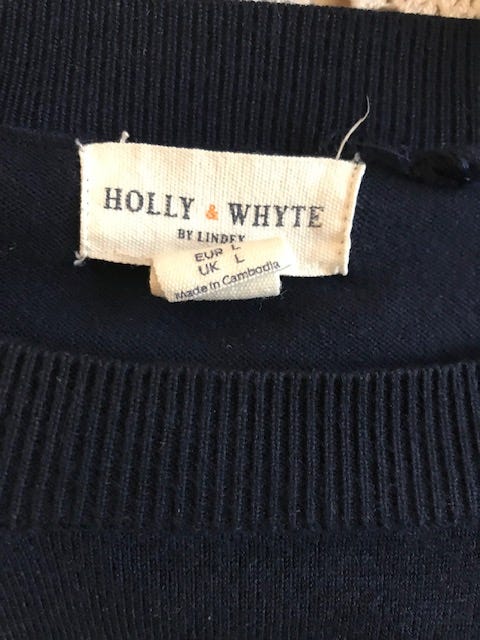 HOLLY & WHYTE
BY LINDEX
EUR L
UK L
Made in Cambodia